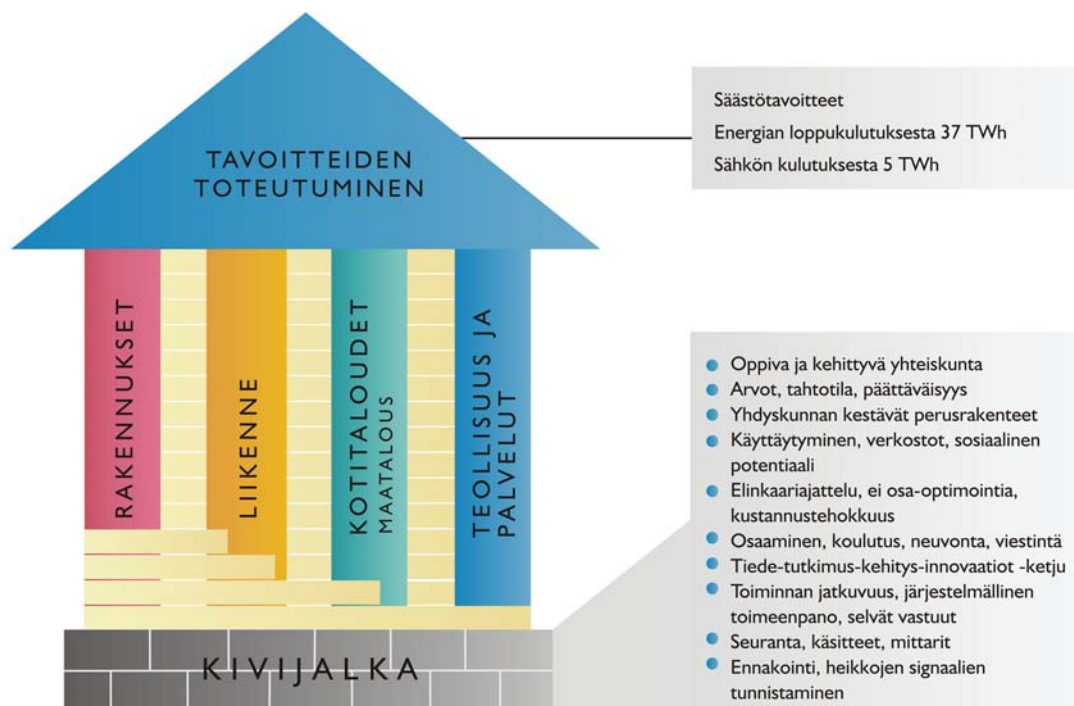 TAVOITTEIDEN
TOTEUTUMINEN
Säästötavoitteet
Energian loppukulutuksesta 37 TWh
Sähkön kulutuksesta 5 TWh
RAKENNUKSET
LIIKENNE
KOTITALOUDET
MAATALOUS
TEOLLISUUS JA
PALVELUT
KIVIJALKA
Oppiva ja kehittyvä yhteiskunta
Arvot, tahtotila, päättäväisyys
Yhdyskunnan kestävät perusrakenteet
Käyttäytyminen, verkostot, sosiaalinen
potentiaali
Elinkaariajattelu, ei osa-optimointia,
kustannustehokkuus
Osaaminen, koulutus, neuvonta, viestintä
Tiede-tutkimus-kehitys-innovaatiot -ketju
Toiminnan jatkuvuus, järjestelmällinen
toimeenpano, selvät vastuut
Seuranta, käsitteet, mittarit
Ennakointi, heikkojen signaalien
tunnistaminen